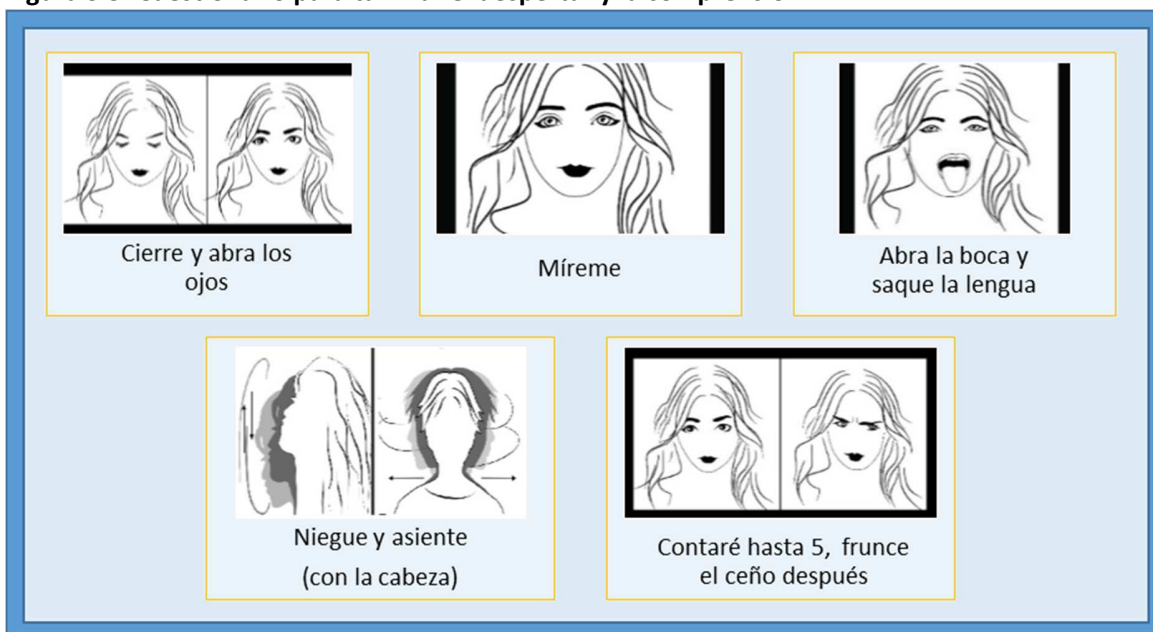 Cierre y abra los
ojos
Míreme
Abra la boca y
saque la lengua
Niegue y asiente
(con la cabeza)
Contaré hasta 5, frunce
el ceño después